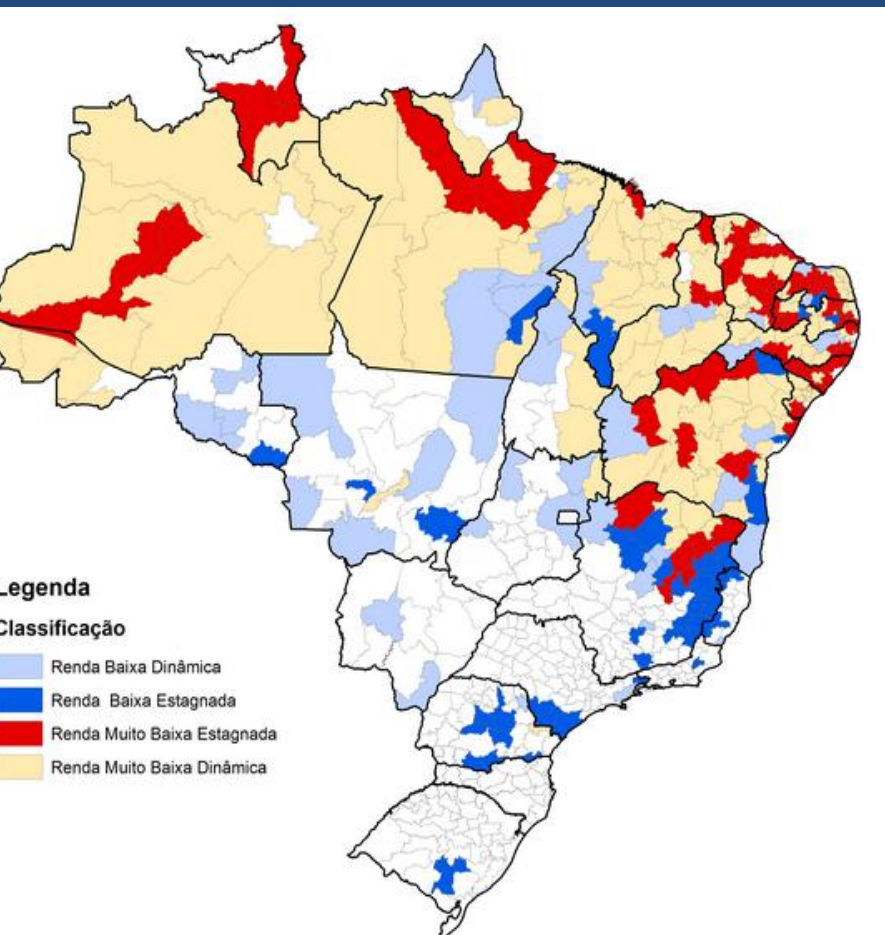 Legenda
Classificação
Renda Baixa Dinâmica
Renda Baixa Estagnada
Renda Muito Baixa Estagnada
Renda Muito Baixa Dinâmica